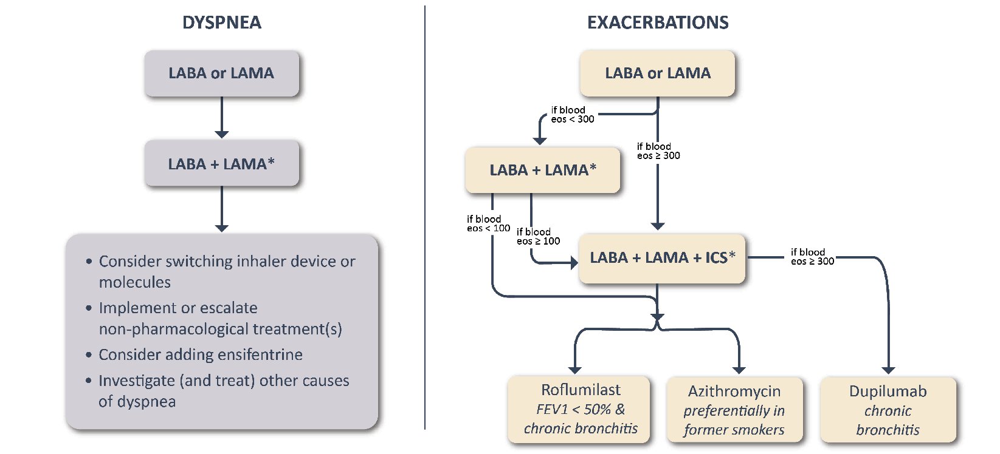 DYSPNEA
LABA or LAMA
LABA + LAMA*
• Consider switching inhaler device or
molecules
• Implement or escalate
non-pharmacological treatment(s)
• Consider adding ensifentrine
• Investigate (and treat) other causes
of dyspnea
EXACERBATIONS
LABA or LAMA
if blood
eos < 300
if blood
eos ≥ 300
LABA + LAMA*
if blood
eos < 100
if blood
eos ≥ 100
LABA + LAMA + ICS*
if blood
eos ≥ 300
Roflumilast
FEV1 < 50% &
chronic bronchitis
Azithromycin
preferentially in
former smokers
Dupilumab
chronic
bronchitis